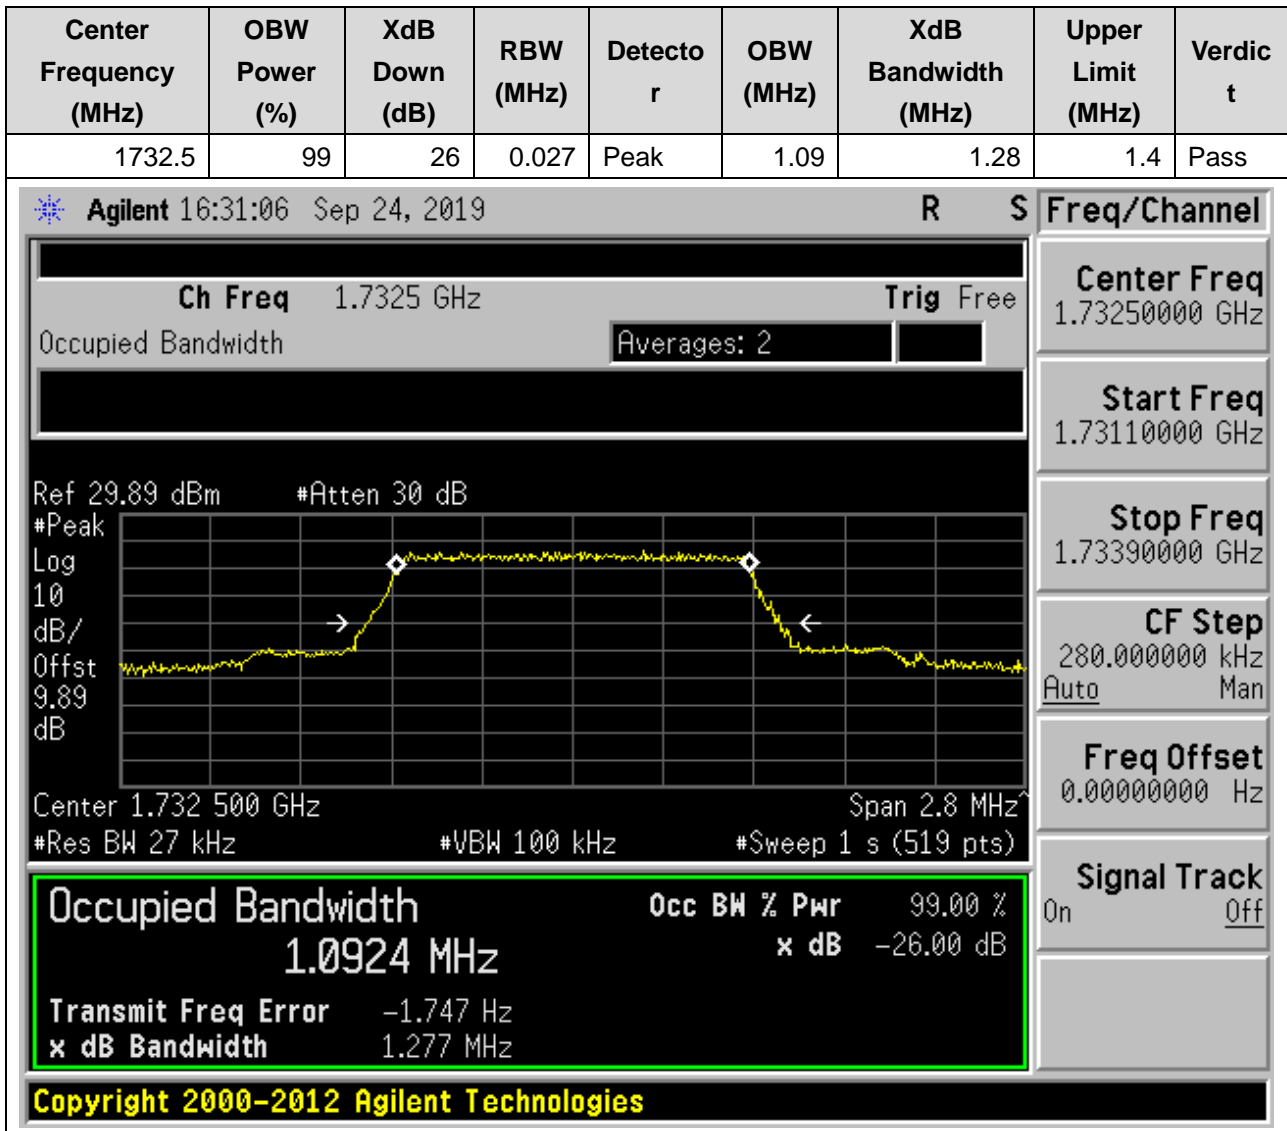 Center Frequency (MHz) OBW Power (%) XdB Down (dB) RBW (MHz) Detecto r OBW (MHz) XdB Bandwidth (MHz) Upper Limit (MHz) Verdic t
1732.5 99 26 0.027 Peak 1.09 1.28 1.4 Pass
Agilent 16:31:06 Sep 24, 2019 R S Freq/Channel
Ch Freq 1.7325 GHz Trig Free
Occupied Bandwidth Averages: 2
Center Freq
1.73250000 GHz
Start Freq
1.73110000 GHz
Stop Freq
1.73390000 GHz
CF Step
280.000000 kHz
Auto Man
Freq Offset
0.00000000 Hz
Signal Track
On Off
Ref 29.89 dBm #Atten 30 dB
#Peak
Log
10
dB/
Offst
9.89
dB
Center 1.732 500 GHz Span 2.8 MHz^
#Res BW 27 kHz #VBW 100 kHz #Sweep 1 s (519 pts)
Occupied Bandwidth Occ BW % Pwr 99.00 %
1.0924 MHz x dB -26.00 dB
Transmit Freq Error -1.747 Hz
x dB Bandwidth 1.277 MHz
Copyright 2000-2012 Agilent Technologies